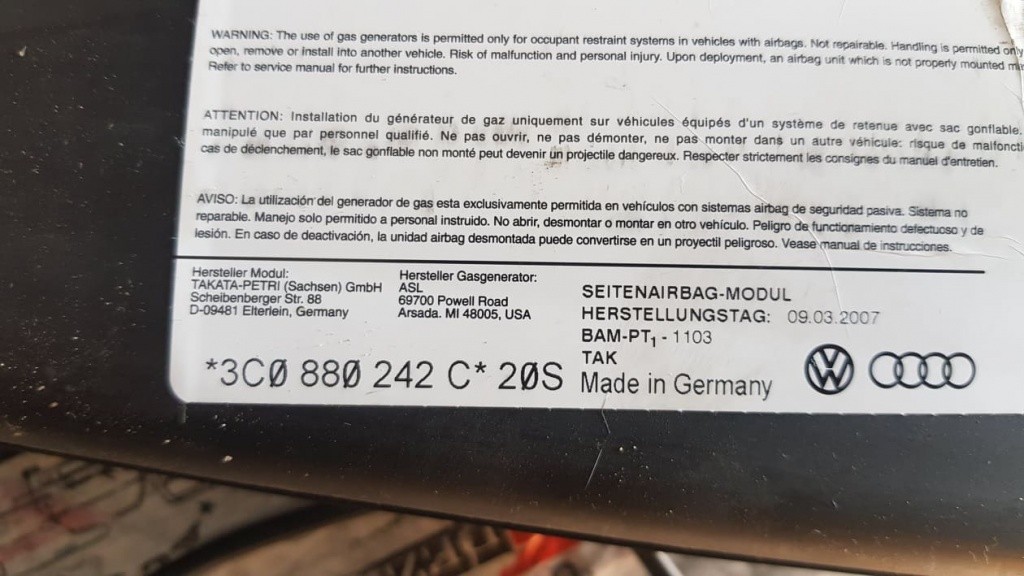 WARNING: The use of gas generators is permitted only for occupant restraint systems in vehicles with airbags. Not repairable. Handling is permitted only
open, remove or install into another vehicle. Risk of malfunction and personal injury. Upon deployment, an airbag unit which is not properly mounted
Refer to service manual for further instructions.
ATTENTION: Installation du générateur de gaz uniquement sur véhicules équipés d'un système de retenue avec sac gonflable.
manipulé que par personnel qualifié. Ne pas ouvrir, ne pas démonter, ne pas monter dans un autre véhicule: risque de malfoncti
cas de déclenchement, le sac gonflable non monté peut devenir un projectile dangereux. Respecter strictement les consignes du manuel d'entretien.
AVISO: La utilización del generador de gas esta exclusivamente permitida en vehículos con sistemas airbag de seguridad pasiva. Sistema no
reparable. Manejo solo permitido a personal instruido. No abrir, desmontar o montar en otro vehículo. Peligro de funcionamiento defectuoso y de
lesión. En caso de deactivación, la unidad airbag desmontada puede convertirse en un proyectil peligroso. Vease manual de instrucciones.
Hersteller Modul:
TAKATA-PETRI (Sachsen) GmbH
Scheibenberger Str. 88
D-09481 Elterlein, Germany
Hersteller Gasgenerator:
ASL
69700 Powell Road
Arsada. MI 48005, USA
SEITENAIRBAG-MODUL
HERSTELLUNGSTAG: 09.03.2007
BAM-PT₁ - 1103
TAK
Made in Germany
*3CØ 88Ø 242 C* 2ØS
VW